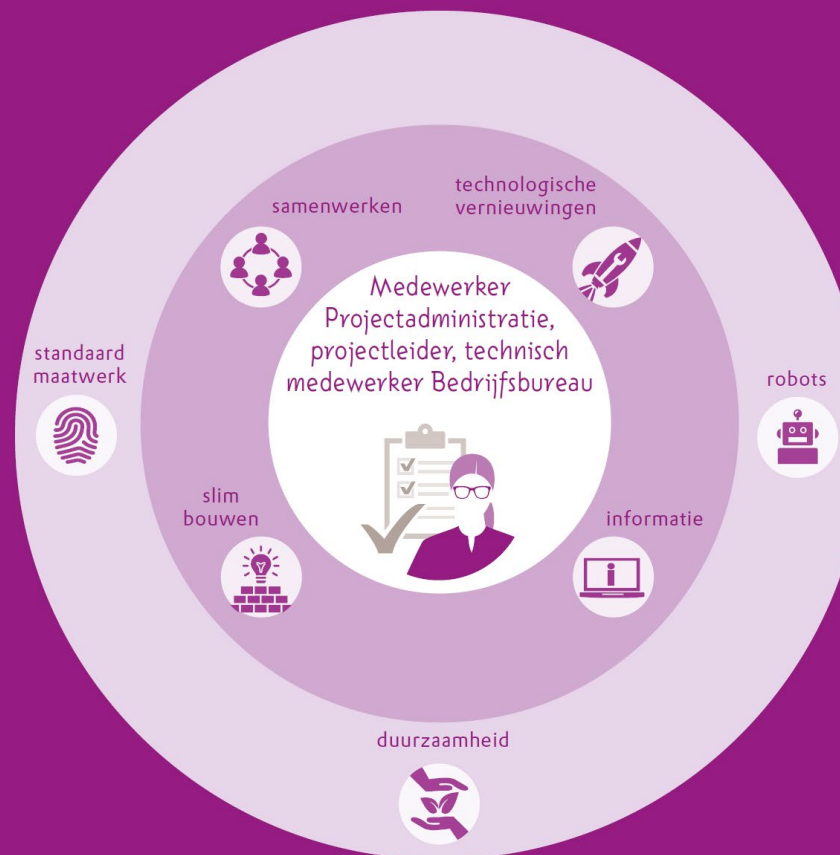 technologische
vernieuwingen
samenwerken
Medewerker
Projectadministratie,
projectleider, technisch
medewerker Bedrijfsbureau
standaard
maatwerk
robots
slim
bouwen
informatie
duurzaamheid